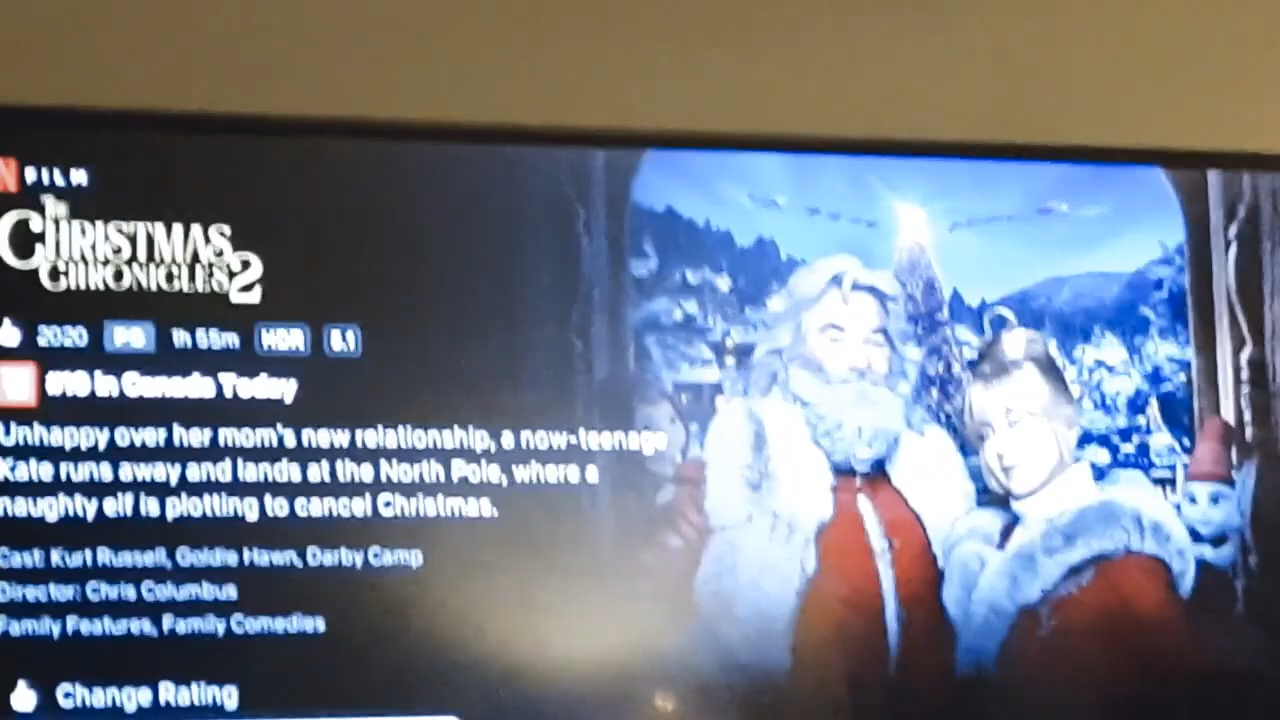 N FILM
The
CHRISTMAS
CHRONICLES 2
2020 PG 1h 55m HDR 5.1
#10 in Canada Today
Unhappy over her mom's new relationship, a now-teenage
Kate runs away and lands at the North Pole, where a
naughty elf is plotting to cancel Christmas.
Cast: Kurt Russell, Goldie Hawn, Darby Camp
Director: Chris Columbus
Family Features, Family Comedies
Change Rating